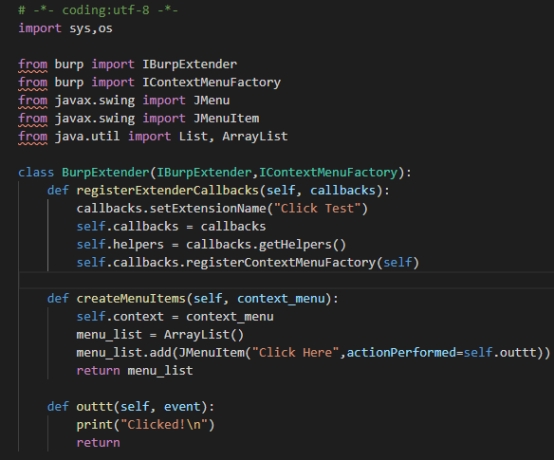 # -*- coding:utf-8 -*-
import sys,os

from burp import IBurpExtender
from burp import IContextMenuFactory
from javax.swing import JMenu
from javax.swing import JMenuItem
from java.util import List, ArrayList

class BurpExtender(IBurpExtender,IContextMenuFactory):
    def registerExtenderCallbacks(self, callbacks):
        callbacks.setExtensionName("Click Test")
        self.callbacks = callbacks
        self.helpers = callbacks.getHelpers()
        self.callbacks.registerContextMenuFactory(self)

    def createMenuItems(self, context_menu):
        self.context = context_menu
        menu_list = ArrayList()
        menu_list.add(JMenuItem("Click Here",actionPerformed=self.outtt))
        return menu_list

    def outtt(self, event):
        print("Clicked!\n")
        return